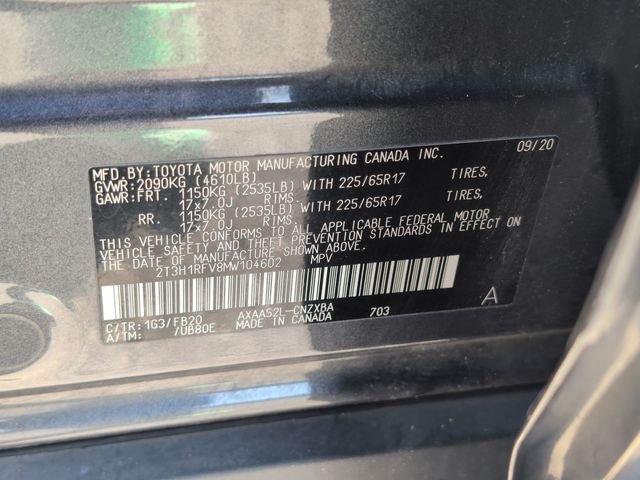 MFD.BY:TOYOTA MOTOR MANUFACTURING CANADA INC. 09/20
GVWR:2090KG (4610LB)
GAWR:FRT. 1150KG (2535LB) WITH 225/65R17 TIRES,
17x7.0J RIMS.
RR. 1150KG (2535LB) WITH 225/65R17 TIRES,
17x7.0J RIMS.
THIS VEHICLE CONFORMS TO ALL APPLICABLE FEDERAL MOTOR
VEHICLE SAFETY AND THEFT PREVENTION STANDARDS IN EFFECT
ON THE DATE OF MANUFACTURE SHOWN ABOVE.
2T3H1RFV8MW104602 MPV
C/TR: 1G3/FB20 AXAA52L-CNZXBA 703 A
A/TM: /UB80E MADE IN CANADA